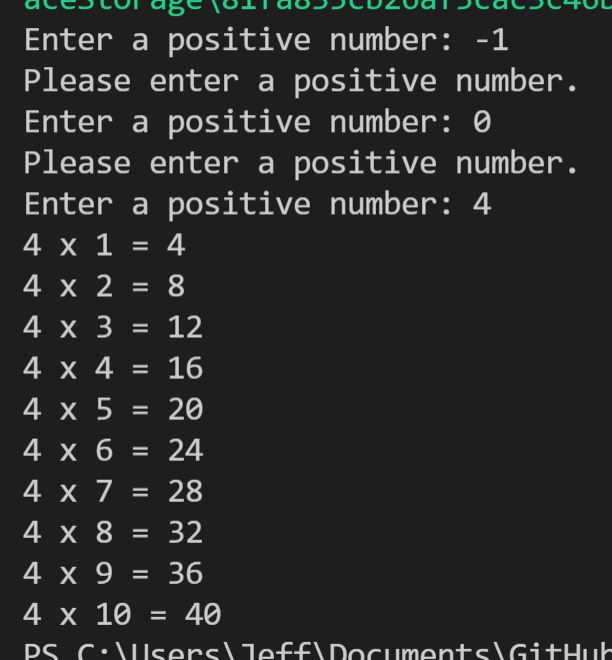 Enter a positive number: -1
Please enter a positive number.
Enter a positive number: 0
Please enter a positive number.
Enter a positive number: 4
4 x 1 = 4
4 x 2 = 8
4 x 3 = 12
4 x 4 = 16
4 x 5 = 20
4 x 6 = 24
4 x 7 = 28
4 x 8 = 32
4 x 9 = 36
4 x 10 = 40
PS C:\Users\Jeff\Documents\GitHub